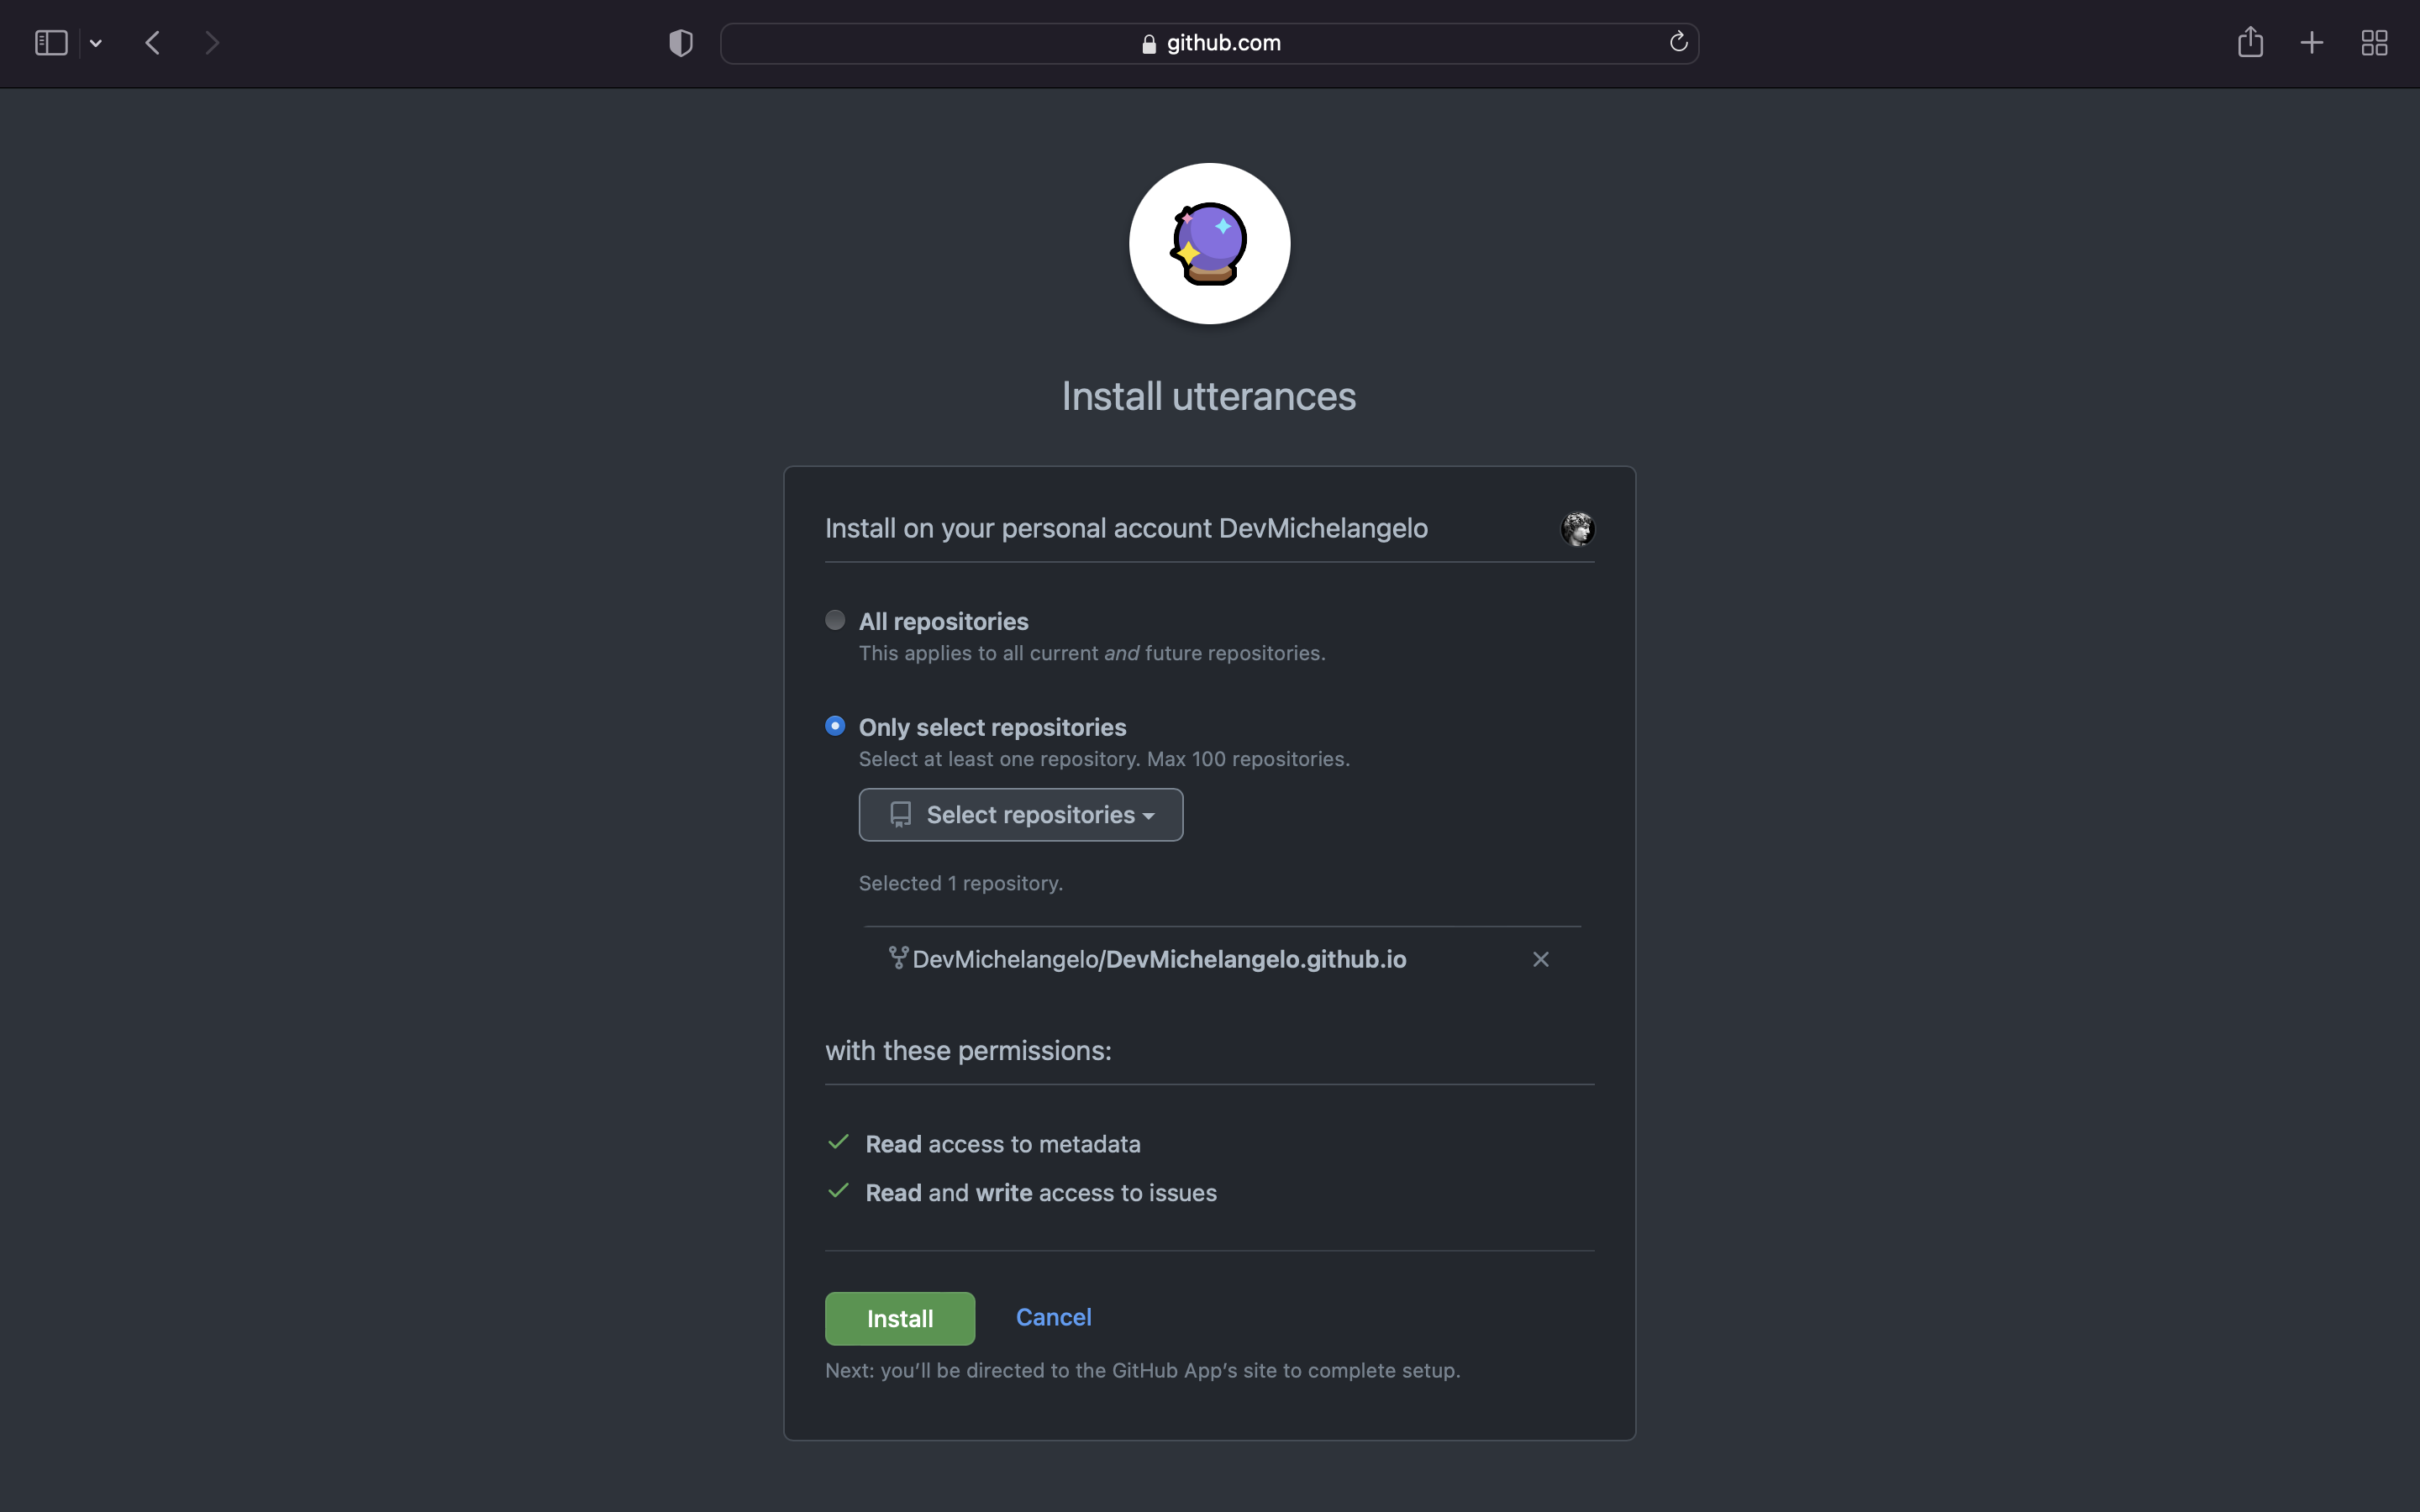 github.com
Install utterances
Install on your personal account DevMichelangelo
All repositories
This applies to all current and future repositories.
Only select repositories
Select at least one repository. Max 100 repositories.
Select repositories
Selected 1 repository.
DevMichelangelo/DevMichelangelo.github.io
with these permissions:
Read access to metadata
Read and write access to issues
Install Cancel
Next: you’ll be directed to the GitHub App’s site to complete setup.